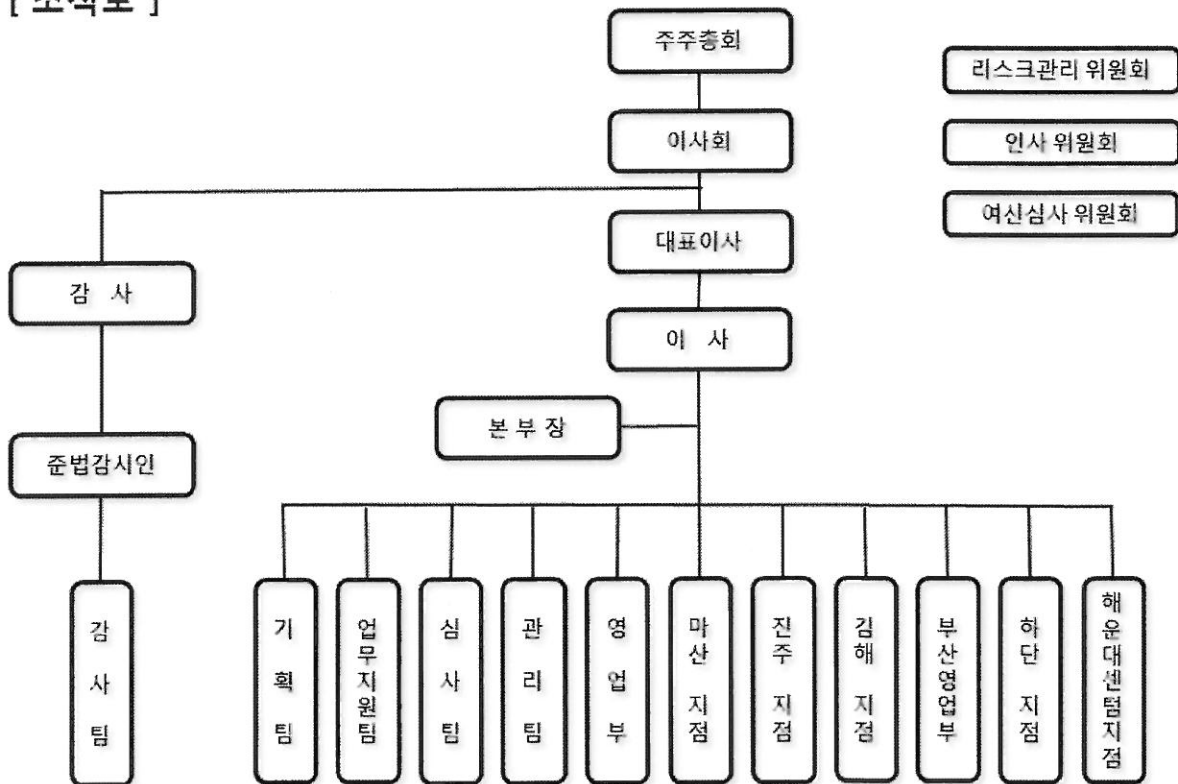 [ 조직도 ]
주주총회
리스크관리 위원회
이사회
인사 위원회
여신심사 위원회
대표이사
감 사
이 사
본 부 장
준법감시인
감사팀
기획팀
업무지원팀
심사팀
관리팀
영업부
마산 지점
진주 지점
김해 지점
부산영업부
하단 지점
해운대센텀지점